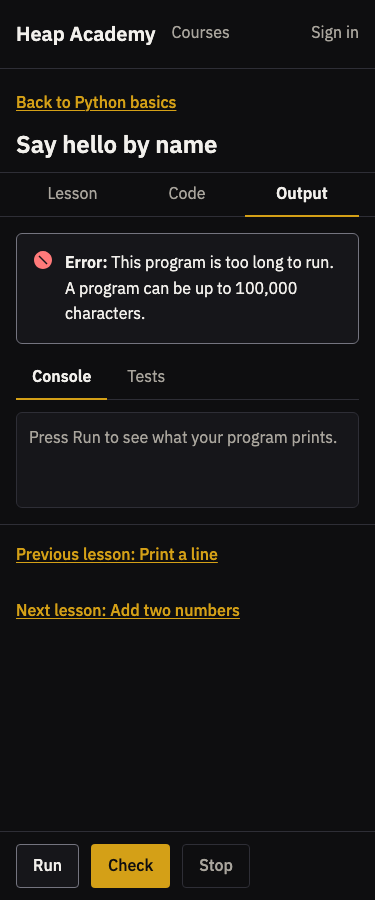 Heap Academy Courses Sign in
Back to Python basics
Say hello by name
Lesson Code Output
Error: This program is too long to run.
A program can be up to 100,000
characters.
Console Tests
Press Run to see what your program prints.
Previous lesson: Print a line
Next lesson: Add two numbers
Run Check Stop